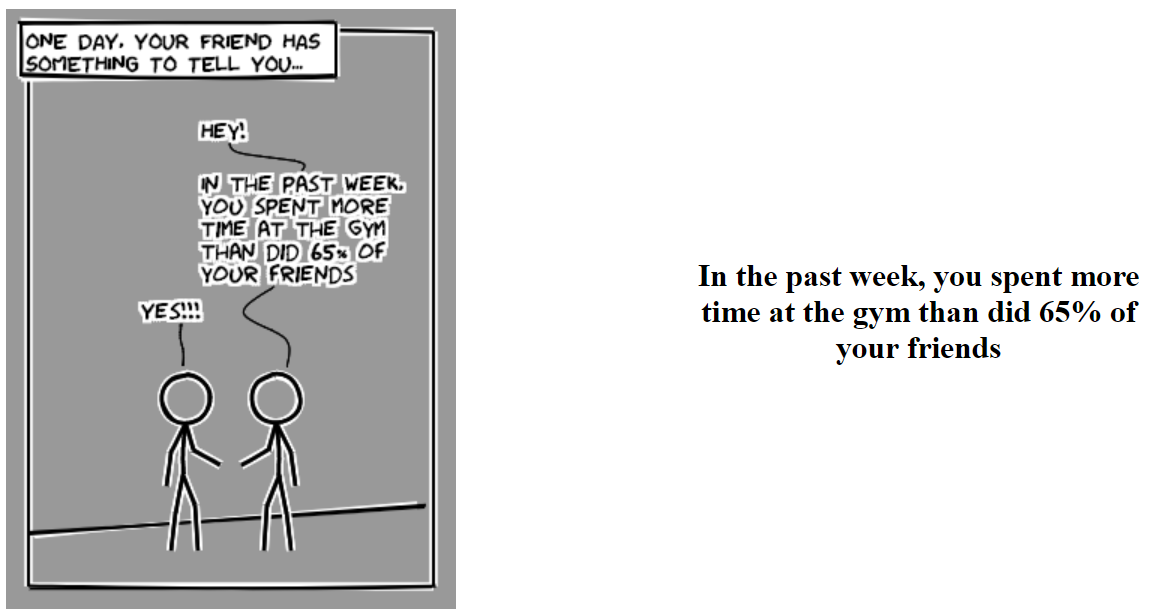 ONE DAY, YOUR FRIEND HAS
SOMETHING TO TELL YOU...
HEY!
IN THE PAST WEEK,
YOU SPENT MORE
TIME AT THE GYM
THAN DID 65% OF
YOUR FRIENDS
YES!!!
In the past week, you spent more
time at the gym than did 65% of
your friends